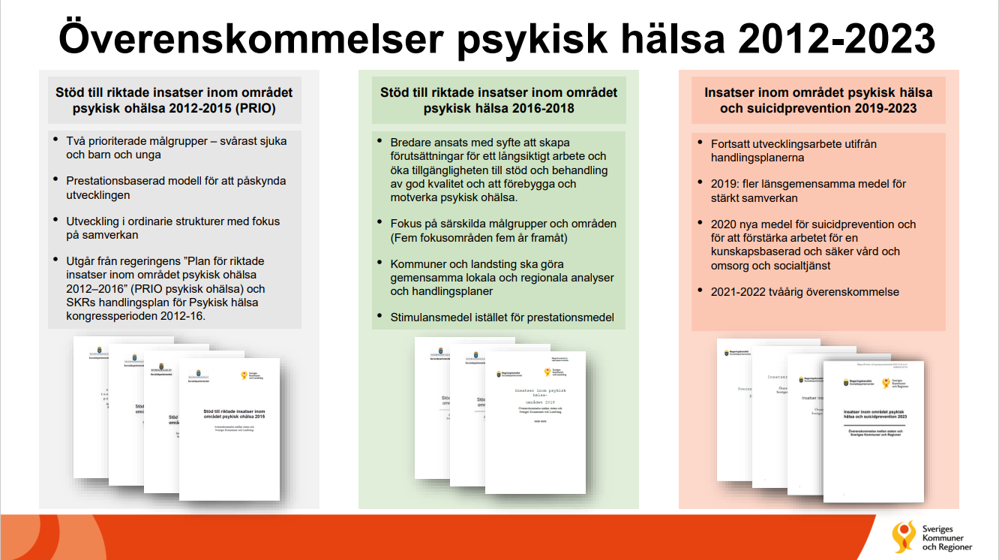 Överenskommelser psykisk hälsa 2012-2023
Stöd till riktade insatser inom området
psykisk ohälsa 2012-2015 (PRIO)
• Två prioriterade målgrupper – svårast sjuka
och barn och unga
• Prestationsbaserad modell för att påskynda
utvecklingen
• Utveckling i ordinarie strukturer med fokus
på samverkan
• Utgår från regeringens ”Plan för riktade
insatser inom området psykisk ohälsa
2012–2016” (PRIO psykisk ohälsa) och
SKRs handlingsplan för Psykisk hälsa
kongressperioden 2012-16.
Stöd
områ
Stöd
områ
Stöd till riktade insatser inom
området psykisk ohälsa 2015
Överenskommelse mellan staten och
Sveriges Kommuner och Landsting
Stöd till riktade insatser inom området
psykisk hälsa 2016-2018
• Bredare ansats med syfte att skapa
förutsättningar för ett långsiktigt arbete och
öka tillgängligheten till stöd och behandling
av god kvalitet och att förebygga och
motverka psykisk ohälsa.
• Fokus på särskilda målgrupper och områden
(Fem fokusområden fem år framåt)
• Kommuner och landsting ska göra
gemensamma lokala och regionala analyser
och handlingsplaner
• Stimulansmedel istället för prestationsmedel
Regeringskansliet
Socialdepartementet
Sveriges
Kommuner
och Landsting
Insatser inom psykisk
hälsa-
området 2018
Överenskommelse mellan staten och
Sveriges Kommuner och Landsting
Insatser inom området psykisk hälsa
och suicidprevention 2019-2023
• Fortsatt utvecklingsarbete utifrån
handlingsplanerna
• 2019: fler länsgemensamma medel för
stärkt samverkan
• 2020 nya medel för suicidprevention och
för att förstärka arbetet för en
kunskapsbaserad och säker vård och
omsorg och socialtjänst
• 2021-2022 tvåårig överenskommelse
Regeringskansliet
Socialdepartementet
Regeringskansliet
Socialdepartementet
Sveriges
Kommuner
och Regioner
Insatser inom området psykisk
hälsa och suicidprevention 2023
Överenskommelse mellan staten och
Sveriges Kommuner och Regioner
Sveriges
Kommuner
och Regioner